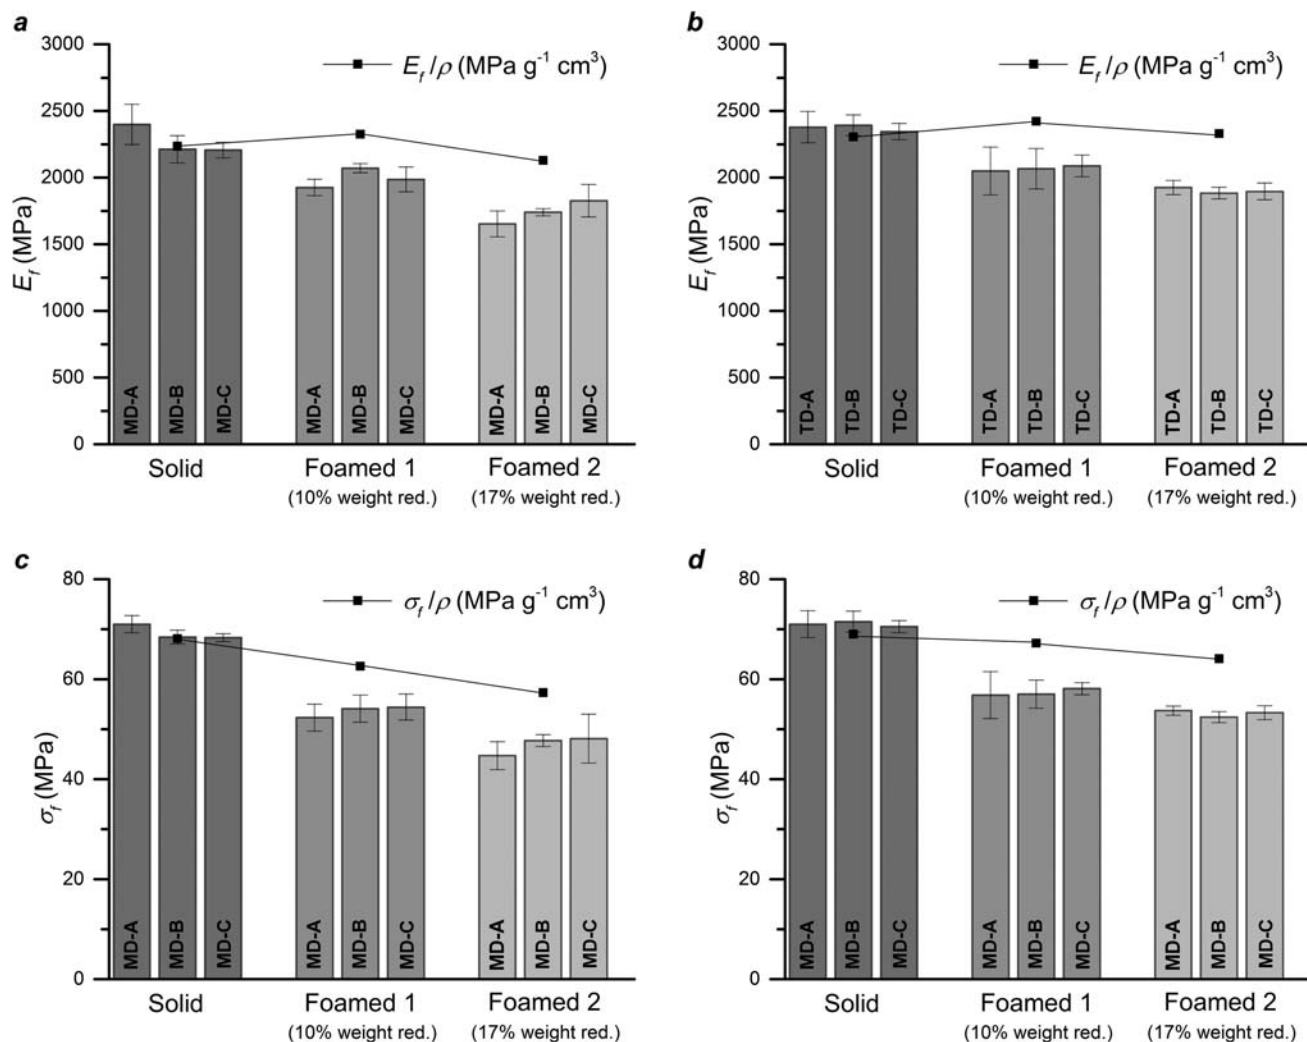 a
3000
2500
2000
1500
1000
500
0
E_f (MPa)
E_f /ρ (MPa g⁻¹ cm³)
MD-A
MD-B
MD-C
MD-A
MD-B
MD-C
MD-A
MD-B
MD-C
Solid
Foamed 1
(10% weight red.)
Foamed 2
(17% weight red.)
b
3000
2500
2000
1500
1000
500
0
E_f (MPa)
E_f /ρ (MPa g⁻¹ cm³)
TD-A
TD-B
TD-C
TD-A
TD-B
TD-C
TD-A
TD-B
TD-C
Solid
Foamed 1
(10% weight red.)
Foamed 2
(17% weight red.)
c
80
60
40
20
0
σ_f (MPa)
σ_f /ρ (MPa g⁻¹ cm³)
MD-A
MD-B
MD-C
MD-A
MD-B
MD-C
MD-A
MD-B
MD-C
Solid
Foamed 1
(10% weight red.)
Foamed 2
(17% weight red.)
d
80
60
40
20
0
σ_f (MPa)
σ_f /ρ (MPa g⁻¹ cm³)
MD-A
MD-B
MD-C
MD-A
MD-B
MD-C
TD-A
TD-B
TD-C
Solid
Foamed 1
(10% weight red.)
Foamed 2
(17% weight red.)